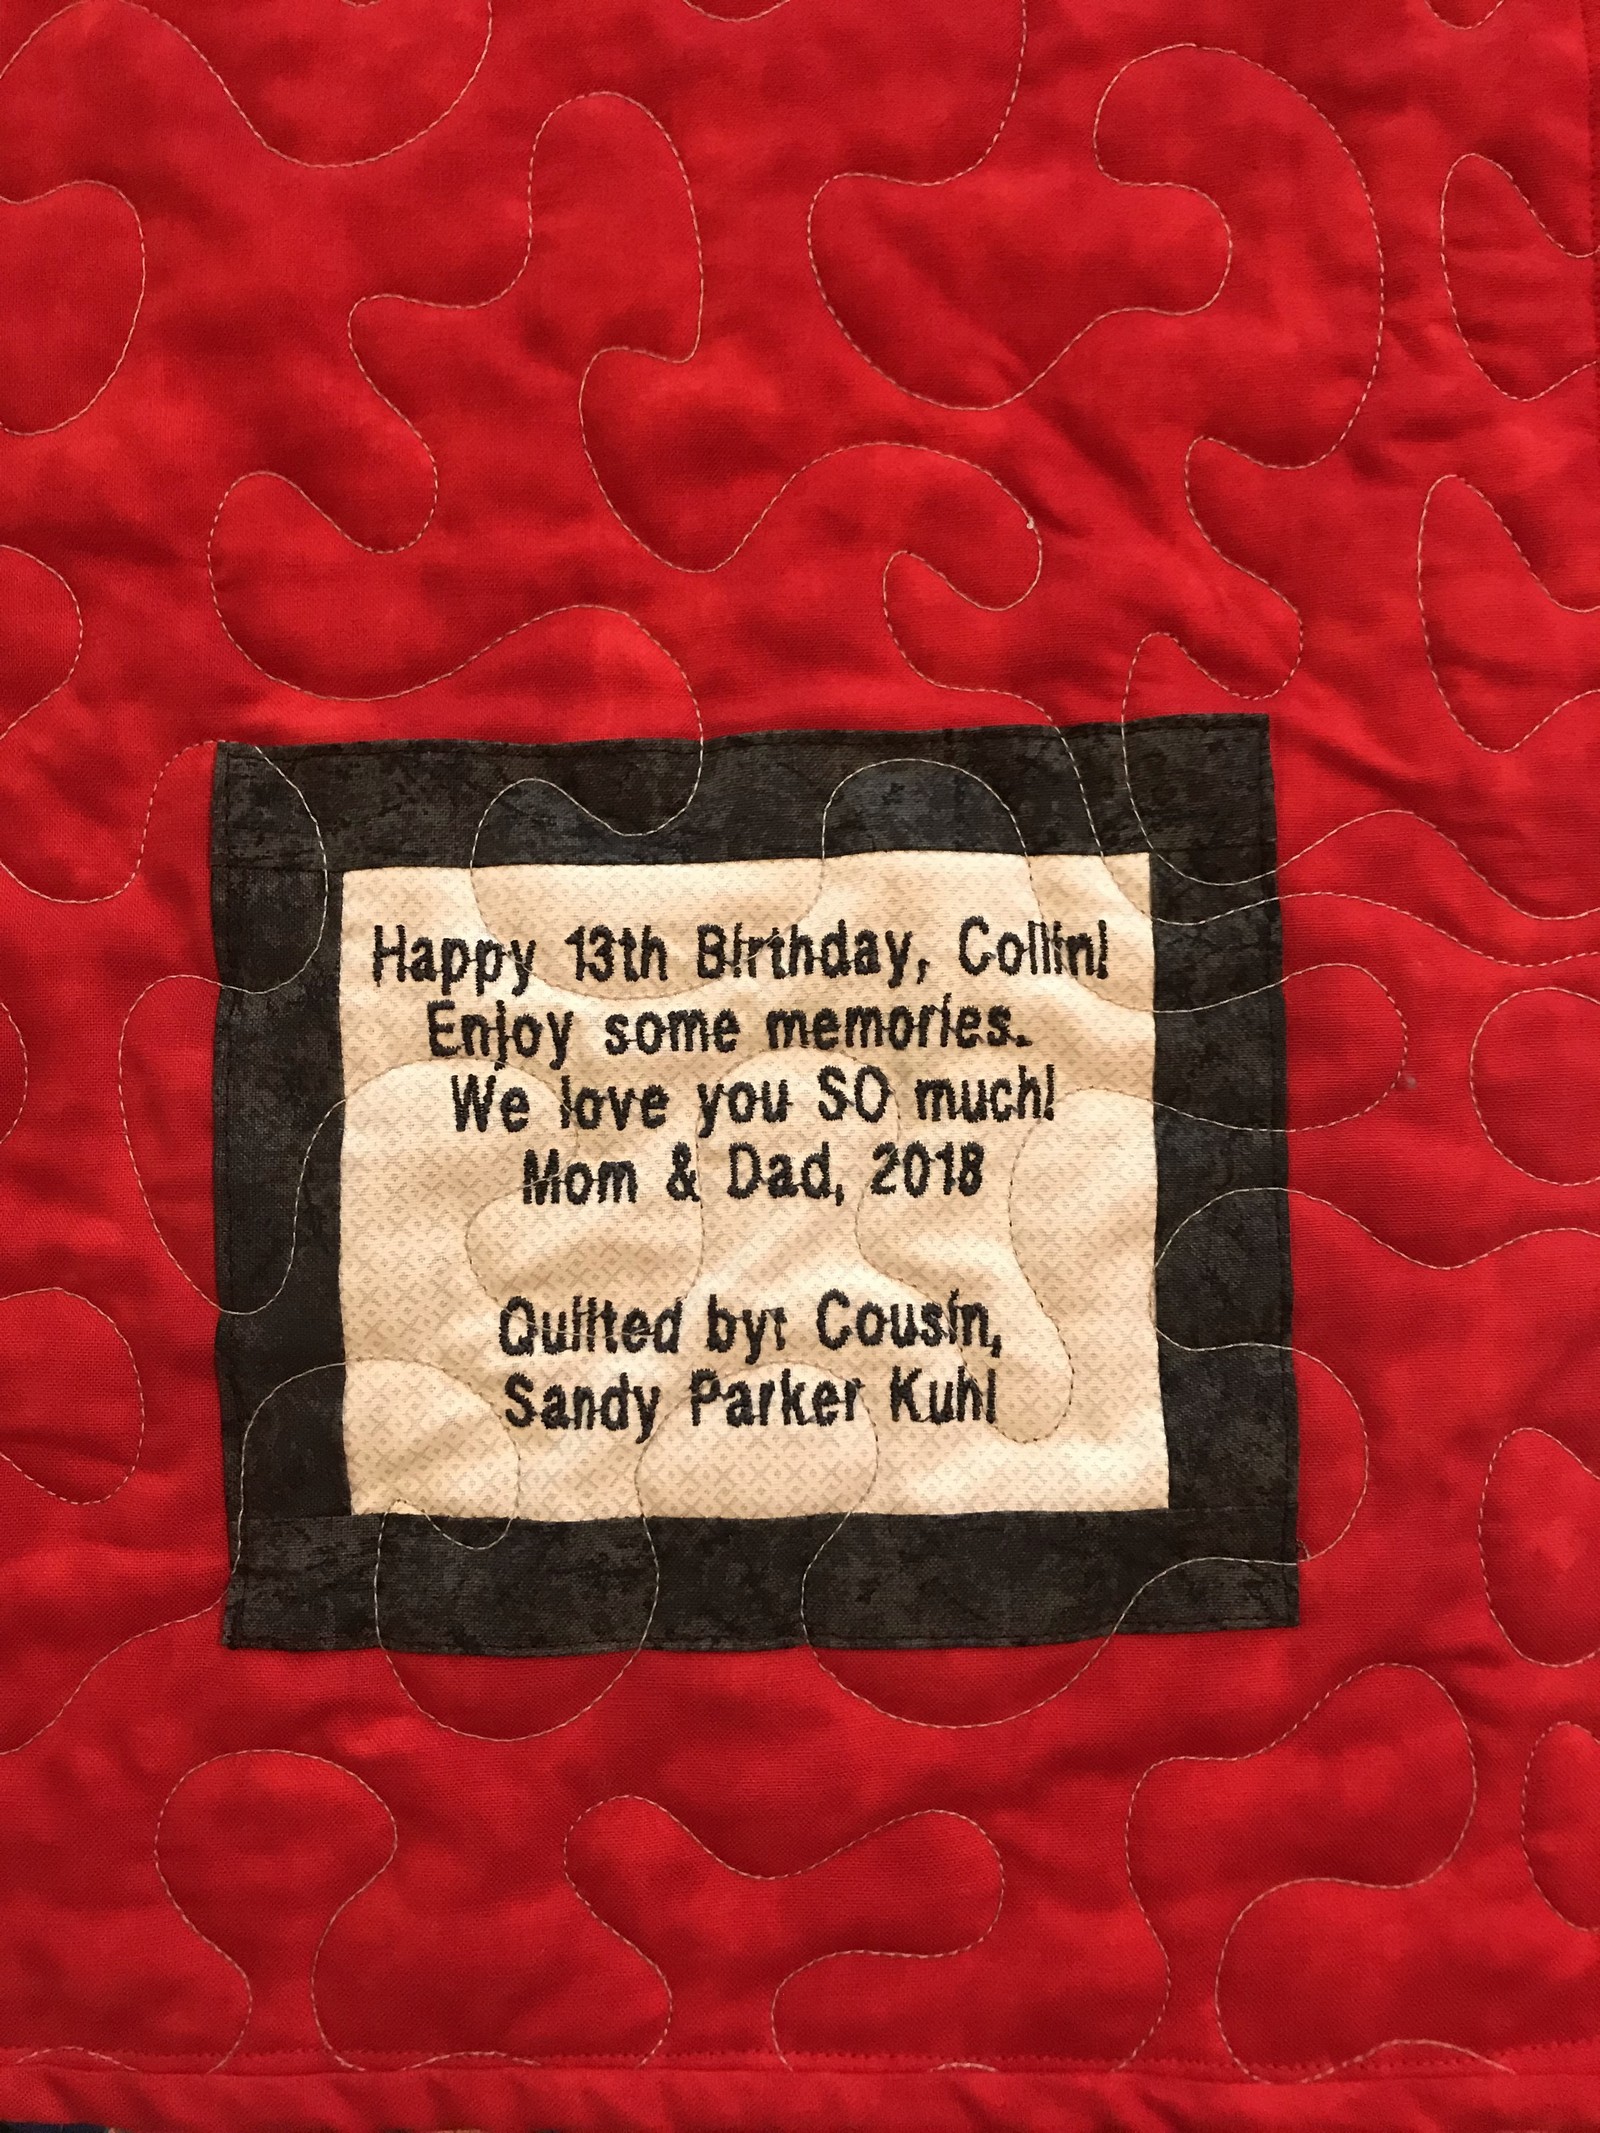 Happy 13th Birthday, Collin!
Enjoy some memories.
We love you SO much!
Mom & Dad, 2018
Quilted by: Cousin,
Sandy Parker Kuhl